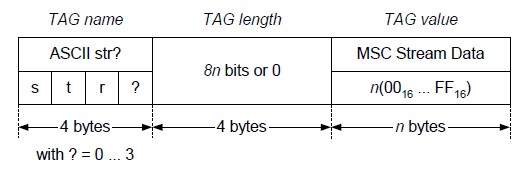 TAG name TAG length TAG value
ASCII str? 8n bits or 0 MSC Stream Data
s t r ? n(00₁₆ ... FF₁₆)
4 bytes 4 bytes n bytes
with ? = 0 ... 3